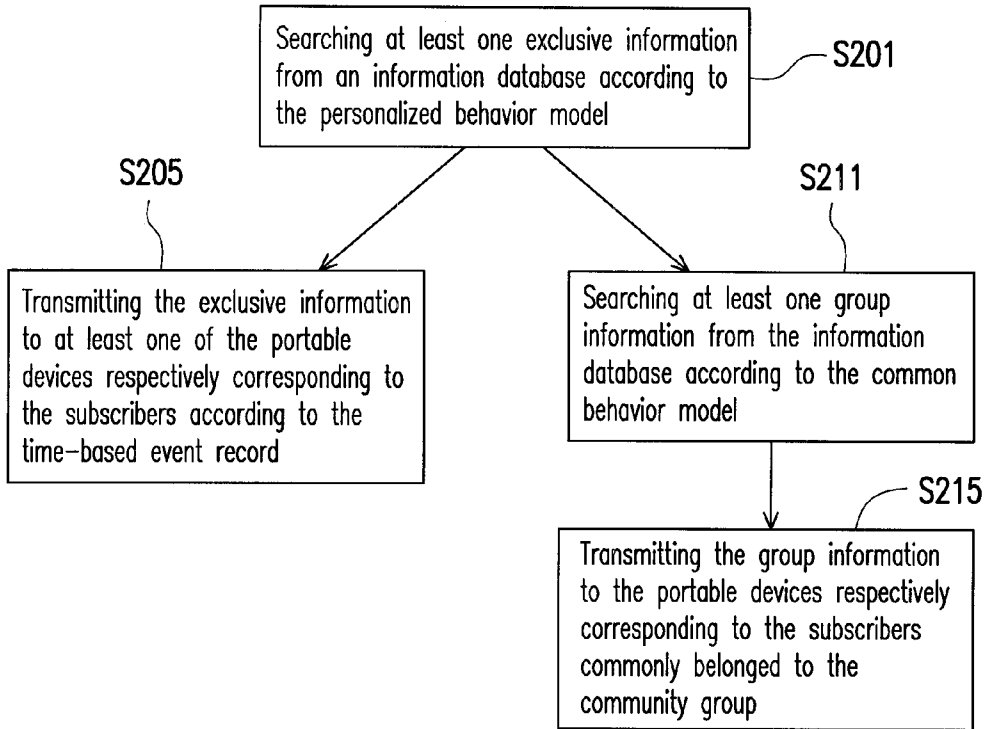 Searching at least one exclusive information
from an information database according to
the personalized behavior model
S201
S205
Transmitting the exclusive information
to at least one of the portable
devices respectively corresponding to
the subscribers according to the
time-based event record
S211
Searching at least one group
information from the information
database according to the common
behavior model
S215
Transmitting the group information
to the portable devices respectively
corresponding to the subscribers
commonly belonged to the
community group